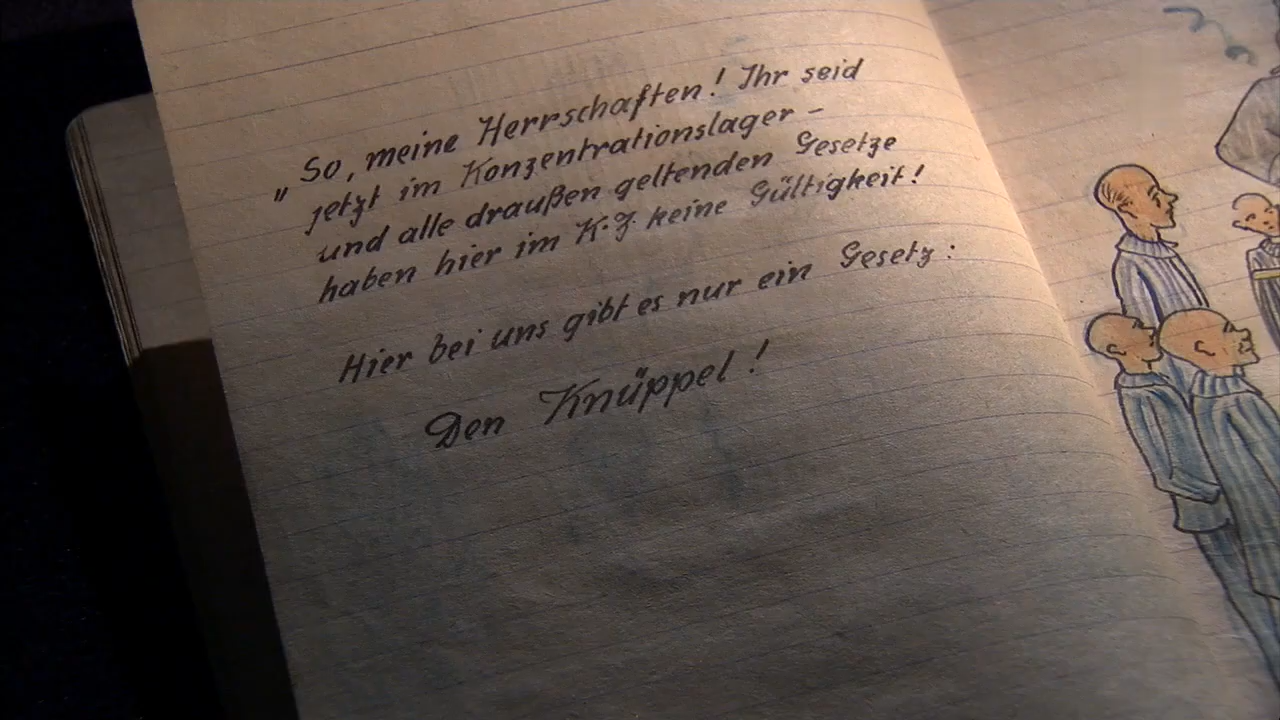 „So, meine Herrschaften! Ihr seid
jetzt im Konzentrationslager –
und alle draußen geltenden Gesetze
haben hier im K.Z. keine Gültigkeit!
Hier bei uns gibt es nur ein Gesetz:
Den Knüppel!